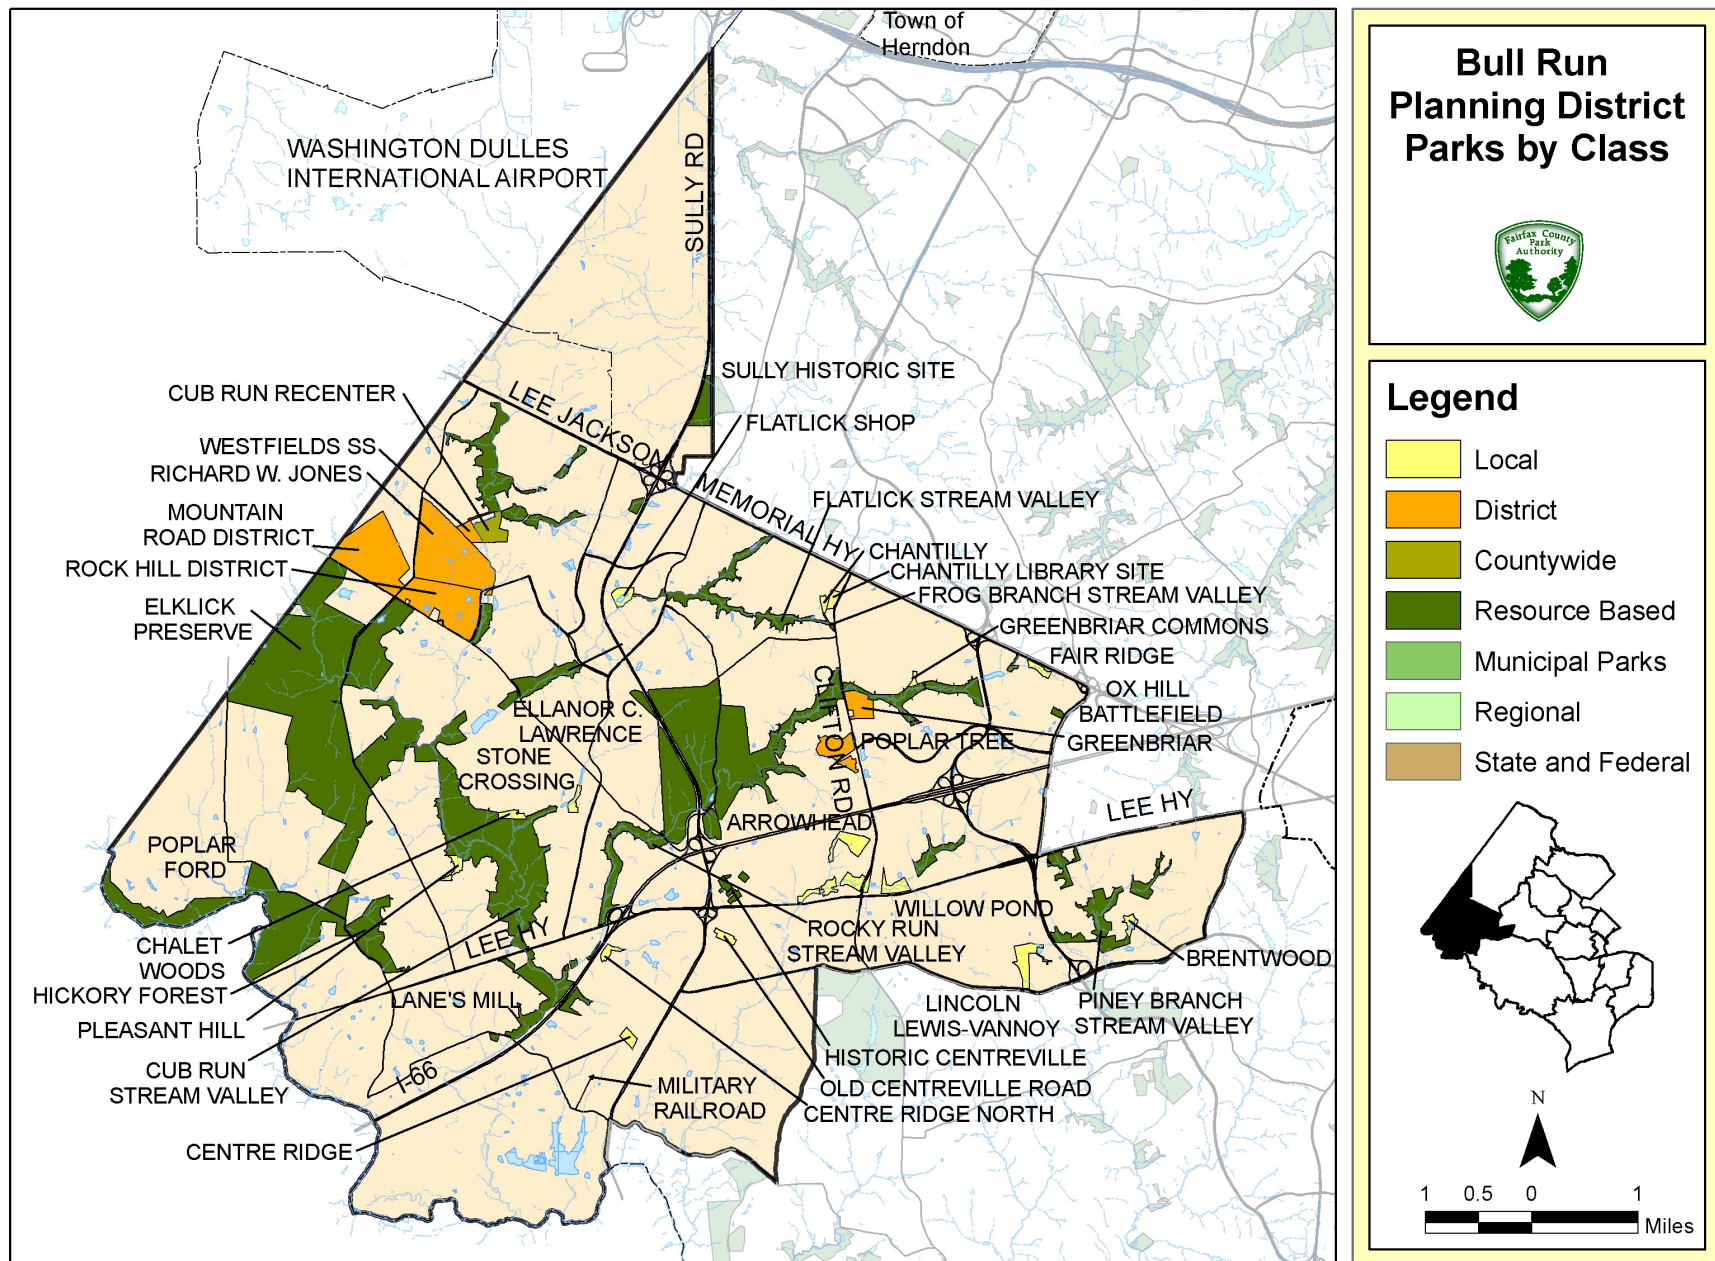 Town of
Herndon
WASHINGTON DULLES
INTERNATIONAL AIRPORT
SULLY RD
SULLY HISTORIC SITE
CUB RUN RECENTER
LEE JACKSON
FLATLICK SHOP
WESTFIELDS SS
RICHARD W. JONES
MEMORIAL HY
FLATLICK STREAM VALLEY
MOUNTAIN
ROAD DISTRICT
CHANTILLY
ROCK HILL DISTRICT
CHANTILLY LIBRARY SITE
FROG BRANCH STREAM VALLEY
ELKLICK
PRESERVE
GREENBRIAR COMMONS
FAIR RIDGE
CLIFTON RD
OX HILL
BATTLEFIELD
ELLANOR C.
LAWRENCE
POPLAR TREE
GREENBRIAR
STONE
CROSSING
LEE HY
ARROWHEAD
POPLAR
FORD
WILLOW POND
LEE HY
ROCKY RUN
STREAM VALLEY
CHALET
WOODS
BRENTWOOD
HICKORY FOREST
LANE'S MILL
LINCOLN
LEWIS-VANNOY
PINEY BRANCH
STREAM VALLEY
PLEASANT HILL
HISTORIC CENTREVILLE
CUB RUN
STREAM VALLEY
I-66
MILITARY
RAILROAD
OLD CENTREVILLE ROAD
CENTRE RIDGE NORTH
CENTRE RIDGE
Bull Run
Planning District
Parks by Class
Fairfax County
Park
Authority
Legend
Local
District
Countywide
Resource Based
Municipal Parks
Regional
State and Federal
N
1 0.5 0 1
Miles